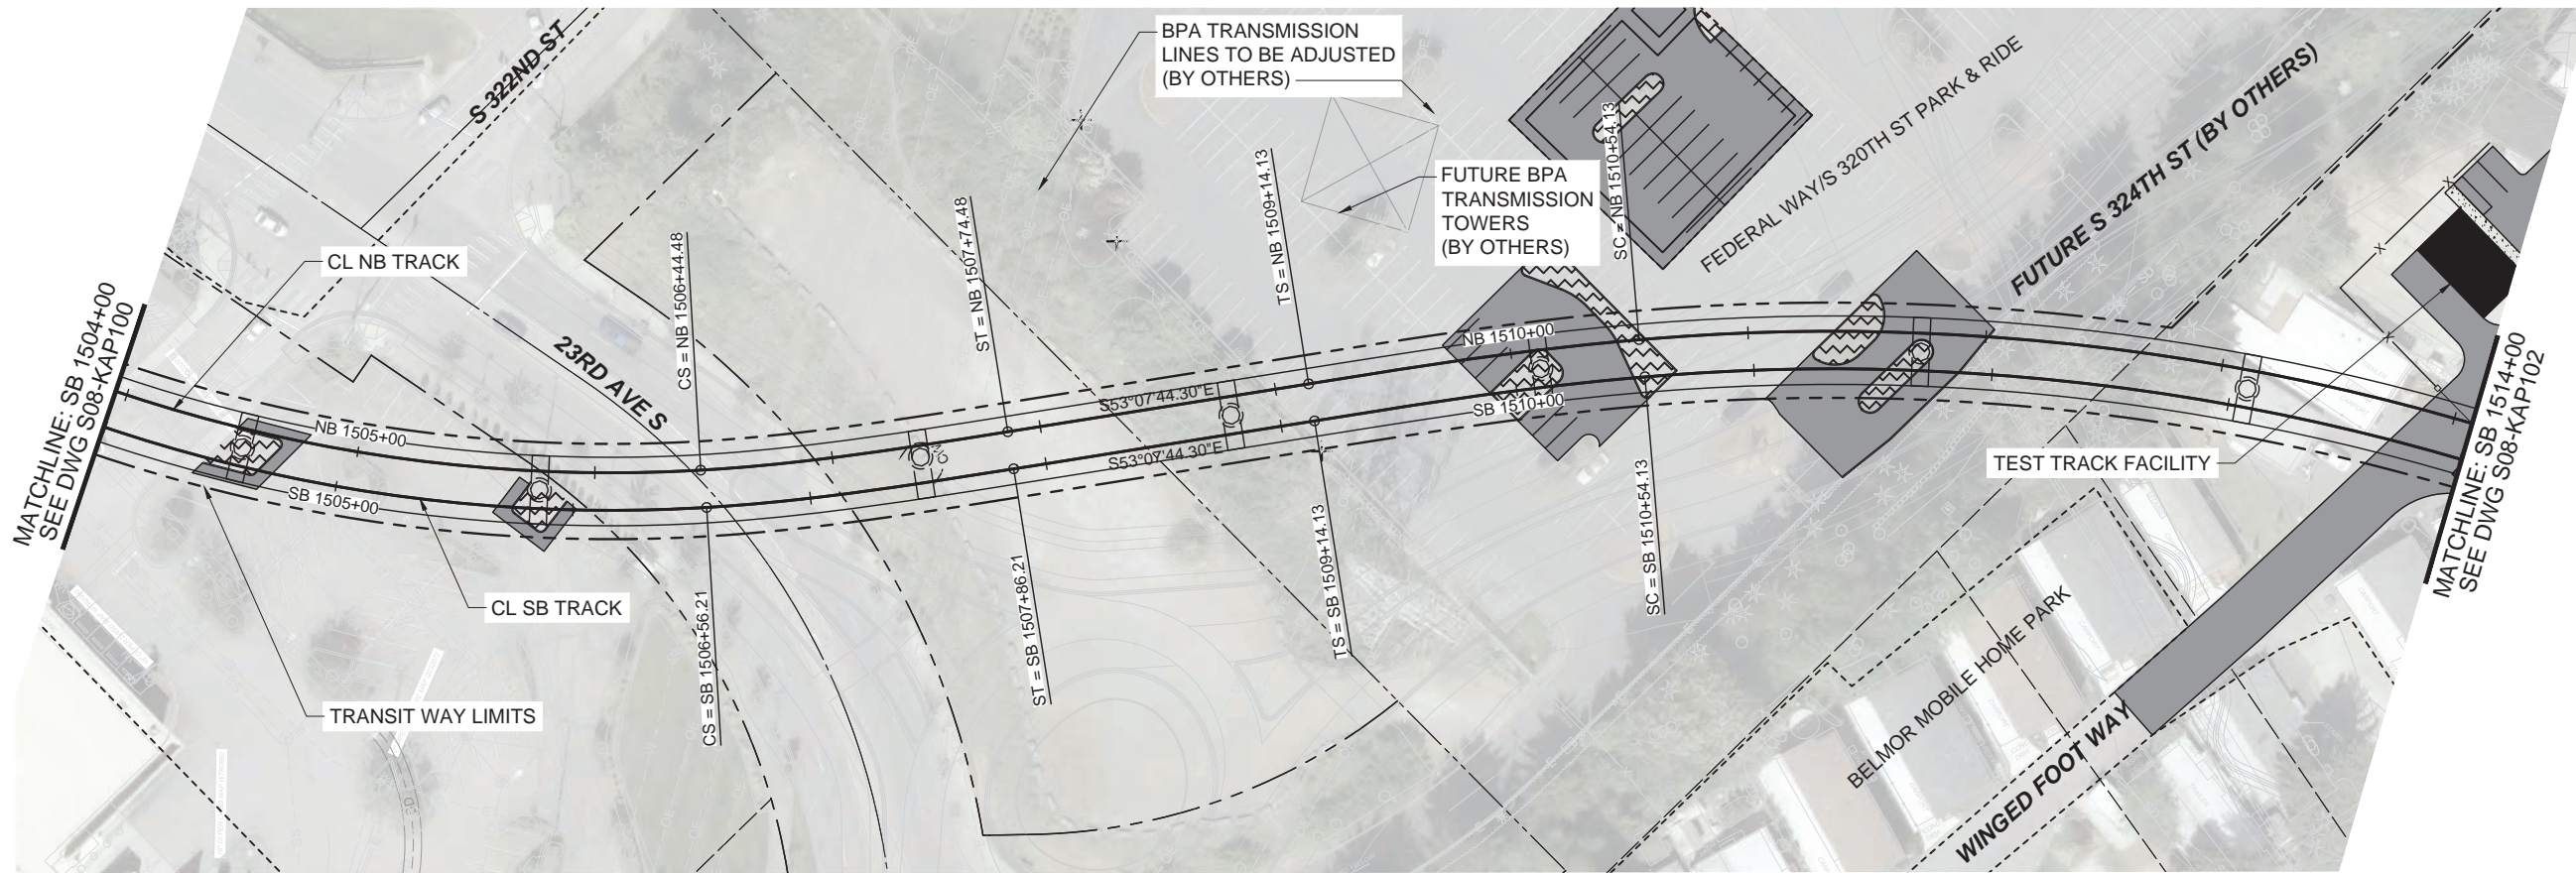 S 322ND ST
BPA TRANSMISSION
LINES TO BE ADJUSTED
(BY OTHERS)
FEDERAL WAY/S 320TH ST PARK & RIDE
FUTURE S 324TH ST (BY OTHERS)
FUTURE BPA
TRANSMISSION
TOWERS
(BY OTHERS)
CL NB TRACK
MATCHLINE: SB 1504+00
SEE DWG S08-KAP100
23RD AVE S
CS = NB 1506+44.48
ST = NB 1507+74.48
TS = NB 1509+14.13
SC = NB 1510+54.13
NB 1505+00
S53°07'44.30"E
NB 1510+00
SB 1505+00
S53°07'44.30"E
SB 1510+00
CL SB TRACK
TRANSIT WAY LIMITS
CS = SB 1506+56.21
ST = SB 1507+86.21
TS = SB 1509+14.13
SC = SB 1510+54.13
TEST TRACK FACILITY
MATCHLINE: SB 1514+00
SEE DWG S08-KAP102
BELMOR MOBILE HOME PARK
WINGED FOOT WAY